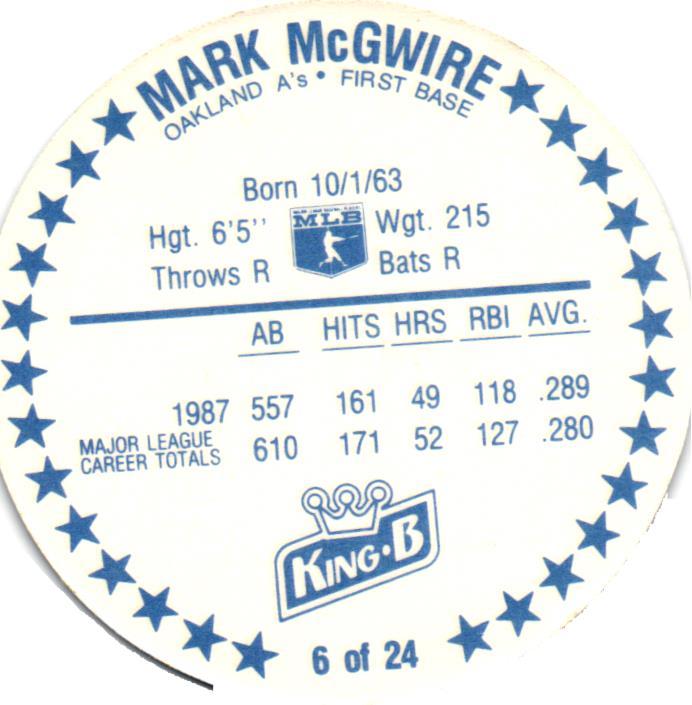 MARK McGWIRE
OAKLAND A's • FIRST BASE
Born 10/1/63
Hgt. 6'5'' MLB Wgt. 215
Throws R Bats R
AB HITS HRS RBI AVG.
1987 557 161 49 118 .289
MAJOR LEAGUE
CAREER TOTALS 610 171 52 127 .280
KING•B
6 of 24